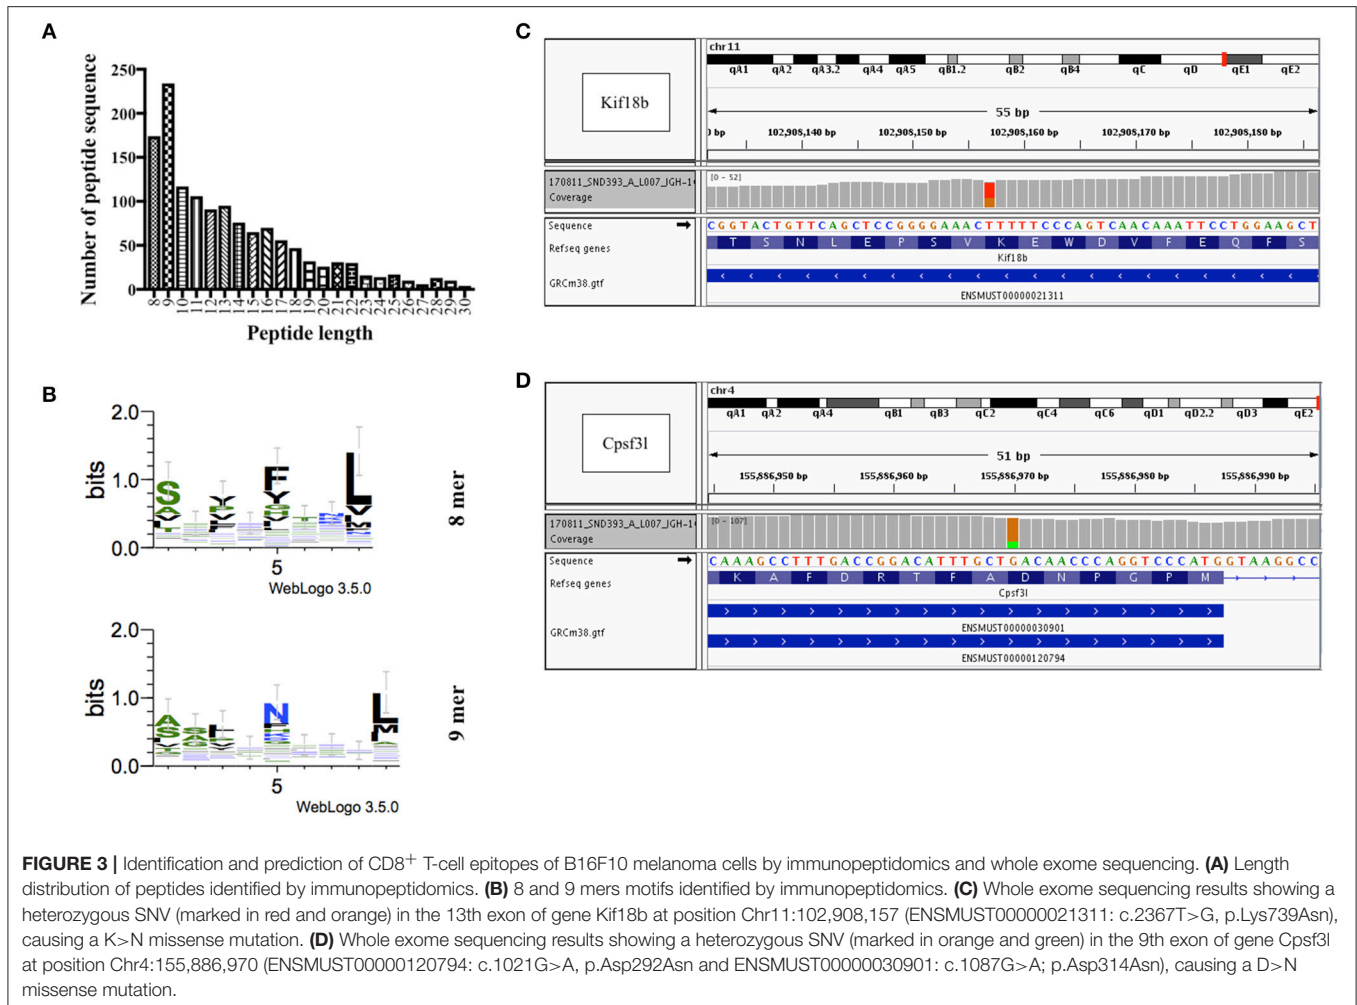 A
250
200
150
100
50
0
Number of peptide sequence
8 9 10 11 12 13 14 15 16 17 18 19 20 21 22 23 24 25 26 27 28 29 30
Peptide length
B
2.0
1.0
0.0
bits
5
WebLogo 3.5.0
8 mer
2.0
1.0
0.0
bits
5
WebLogo 3.5.0
9 mer
C
Kif18b
chr11
qA1 qA2 qA3.2 qA4 qA5 qB1.2 qB2 qB4 qC qD qE1 qE2
55 bp
0 bp 102,908,140 bp 102,908,150 bp 102,908,160 bp 102,908,170 bp 102,908,180 bp
170811_SND393_A_L007_JGH-1
Coverage
[0 - 52]
Sequence
CGGTACTGTTCAGCTCCGGGGAAACTTTTTCCCAGTCAACAAATTCCTGGAAGCT
Refseq genes
T S N L E P S V K E W D V F E Q F S
Kif18b
GRCm38.gtf
ENSMUST00000021311
D
Cpsf3l
chr4
qA1 qA2 qA4 qB1 qB3 qC2 qC4 qC6 qD1 qD2.2 qD3 qE2
51 bp
155,886,950 bp 155,886,960 bp 155,886,970 bp 155,886,980 bp 155,886,990 bp
170811_SND393_A_L007_JGH-1
Coverage
[0 - 107]
Sequence
CAAAGCCTTTGACCGGACATTTGCTGACAACCCAGGTCCCATGGTAAGGCC
Refseq genes
K A F D R T F A D N P G P M
Cpsf3l
GRCm38.gtf
ENSMUST00000030901
ENSMUST00000120794
FIGURE 3 | Identification and prediction of CD8+ T-cell epitopes of B16F10 melanoma cells by immunopeptidomics and whole exome sequencing. (A) Length
distribution of peptides identified by immunopeptidomics. (B) 8 and 9 mers motifs identified by immunopeptidomics. (C) Whole exome sequencing results showing a
heterozygous SNV (marked in red and orange) in the 13th exon of gene Kif18b at position Chr11:102,908,157 (ENSMUST00000021311: c.2367T>G, p.Lys739Asn),
causing a K>N missense mutation. (D) Whole exome sequencing results showing a heterozygous SNV (marked in orange and green) in the 9th exon of gene Cpsf3l
at position Chr4:155,886,970 (ENSMUST00000120794: c.1021G>A, p.Asp292Asn and ENSMUST00000030901: c.1087G>A; p.Asp314Asn), causing a D>N
missense mutation.